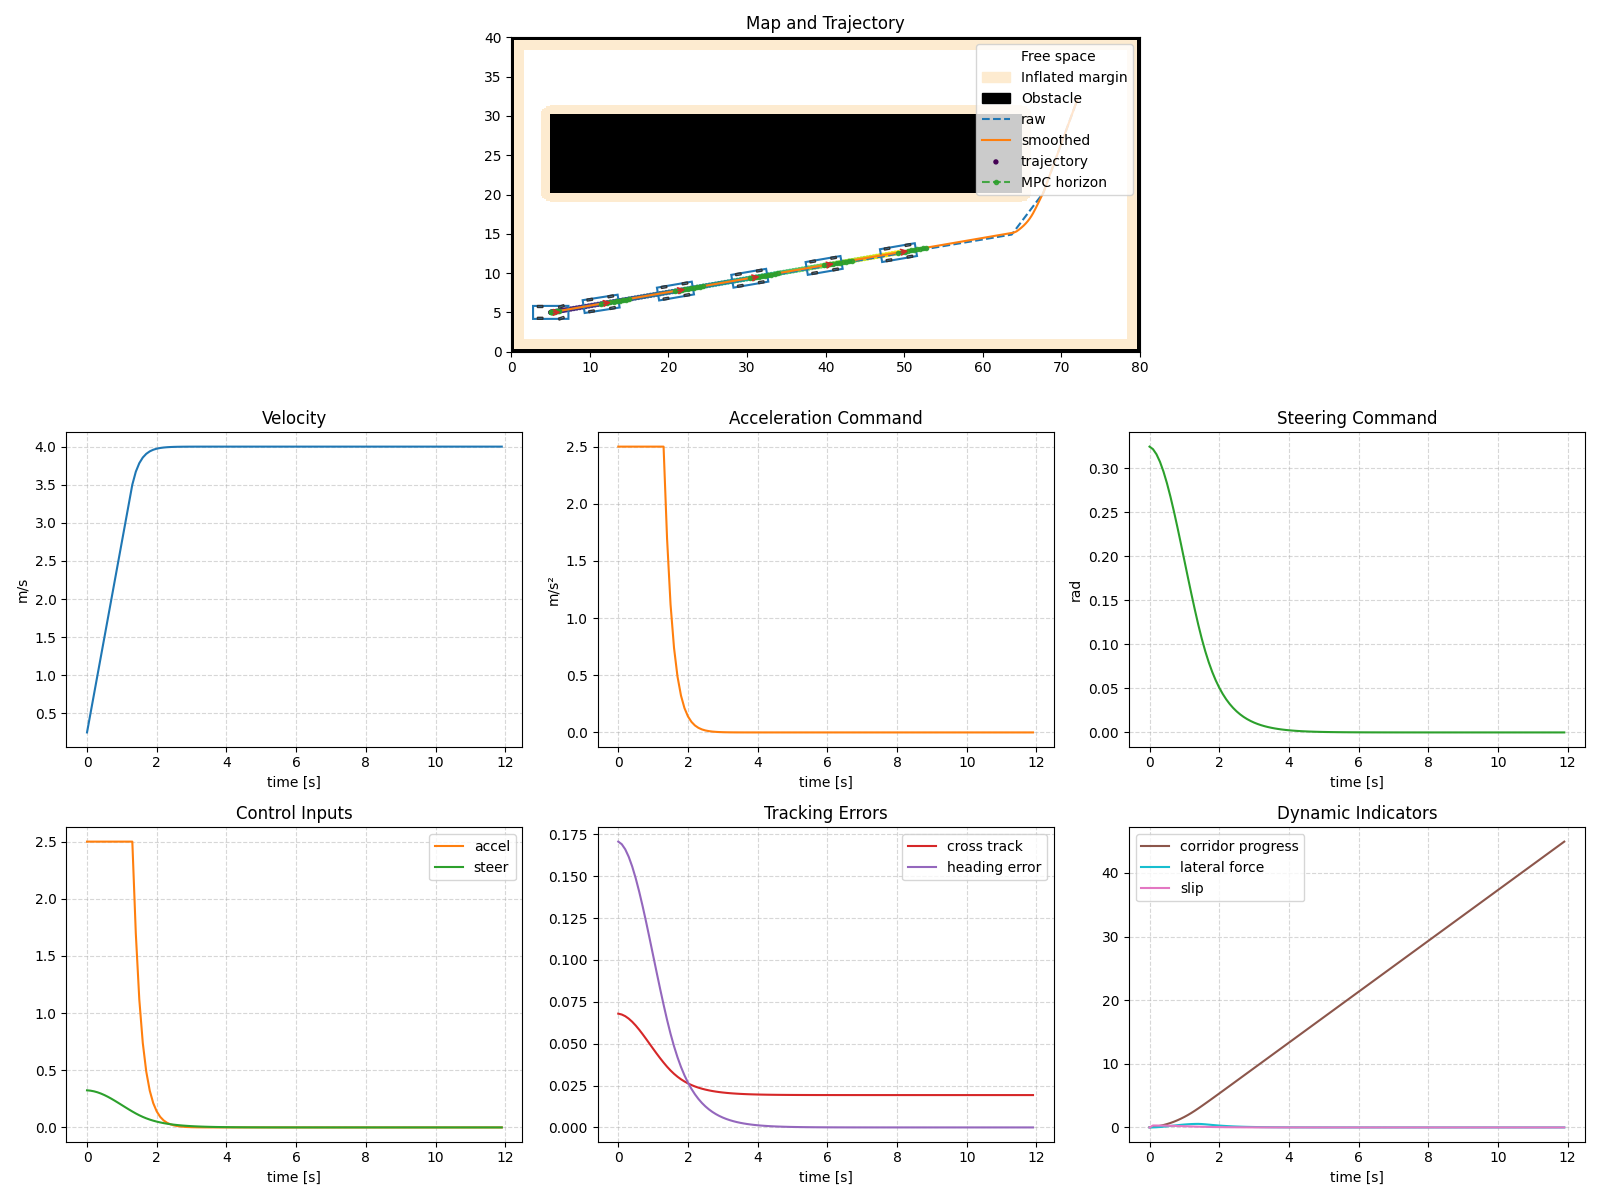 Map and Trajectory
40
35
30
25
20
15
10
5
0
0 10 20 30 40 50 60 70 80
Free space
Inflated margin
Obstacle
raw
smoothed
trajectory
MPC horizon
Velocity
m/s
4.0
3.5
3.0
2.5
2.0
1.5
1.0
0.5
0 2 4 6 8 10 12
time [s]
Acceleration Command
m/s²
2.5
2.0
1.5
1.0
0.5
0.0
0 2 4 6 8 10 12
time [s]
Steering Command
rad
0.30
0.25
0.20
0.15
0.10
0.05
0.00
0 2 4 6 8 10 12
time [s]
Control Inputs
2.5
2.0
1.5
1.0
0.5
0.0
accel
steer
0 2 4 6 8 10 12
time [s]
Tracking Errors
0.175
0.150
0.125
0.100
0.075
0.050
0.025
0.000
cross track
heading error
0 2 4 6 8 10 12
time [s]
Dynamic Indicators
40
30
20
10
0
corridor progress
lateral force
slip
0 2 4 6 8 10 12
time [s]